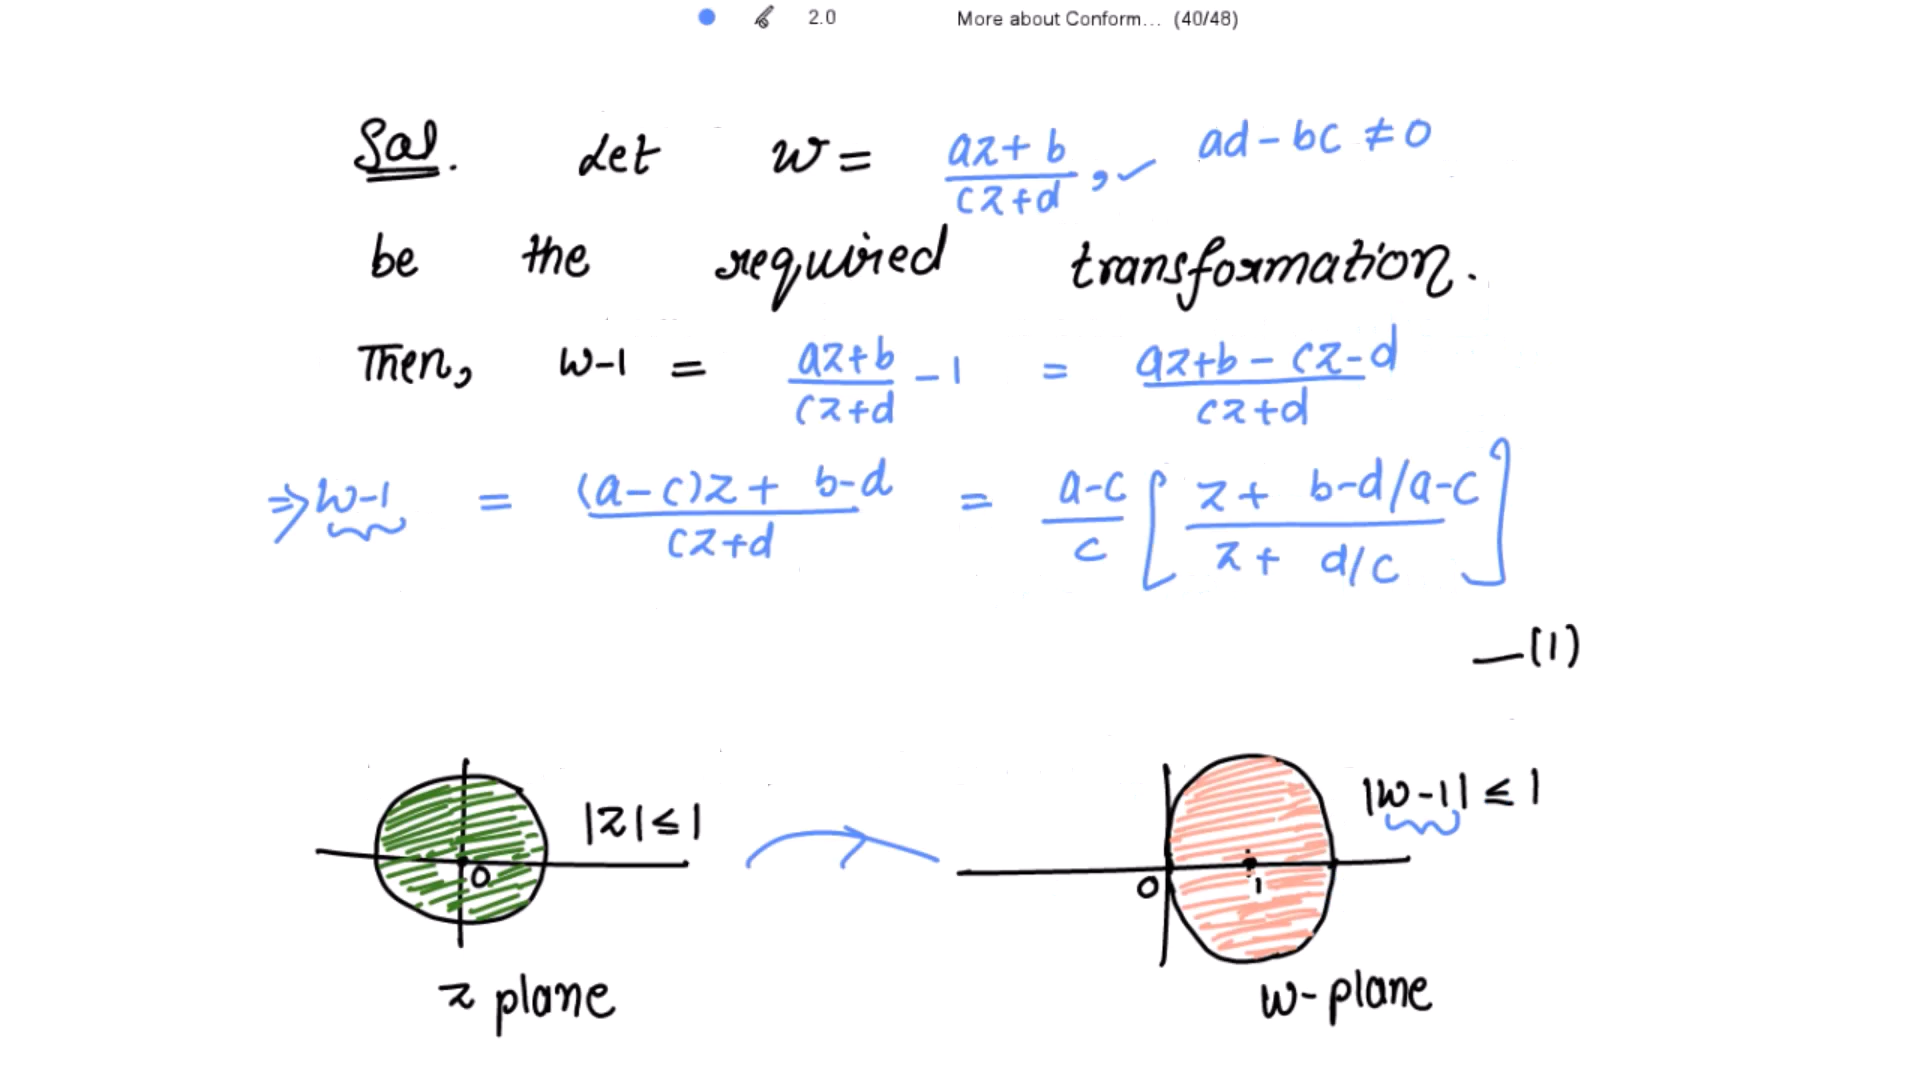 2.0 More about Conform... (40/48)
Sol. Let w = (az+b)/(cz+d), ✓ ad-bc ≠ 0
be the required transformation.
Then, w-1 = (az+b)/(cz+d) - 1 = (az+b-cz-d)/(cz+d)
⇒ w-1 = ((a-c)z + b-d)/(cz+d) = (a-c)/c [(z + b-d/a-c)/(z + d/c)]
—(1)
|z| ≤ 1
|w-1| ≤ 1
0
0 1
z plane
w-plane